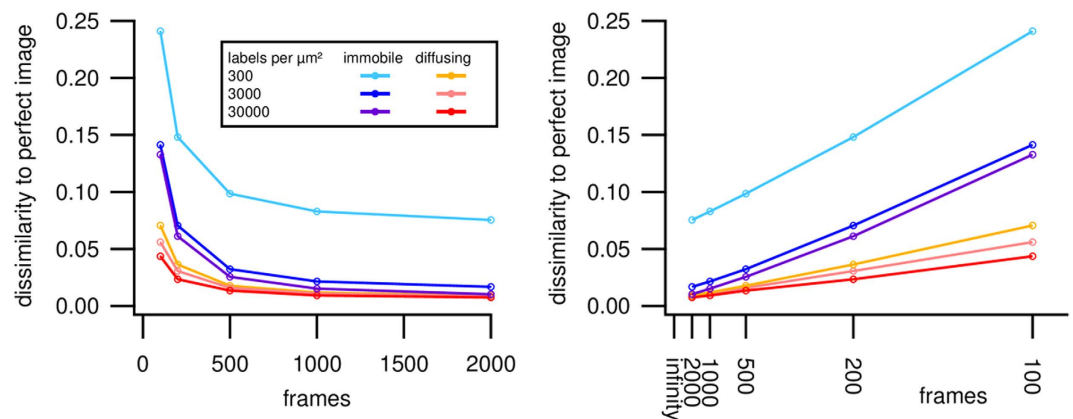 dissimilarity to perfect image
0.25
0.20
0.15
0.10
0.05
0.00
labels per µm² immobile diffusing
300
3000
30000
0 500 1000 1500 2000
frames
dissimilarity to perfect image
0.25
0.20
0.15
0.10
0.05
0.00
infinity 2000 1000 500 200 100
frames